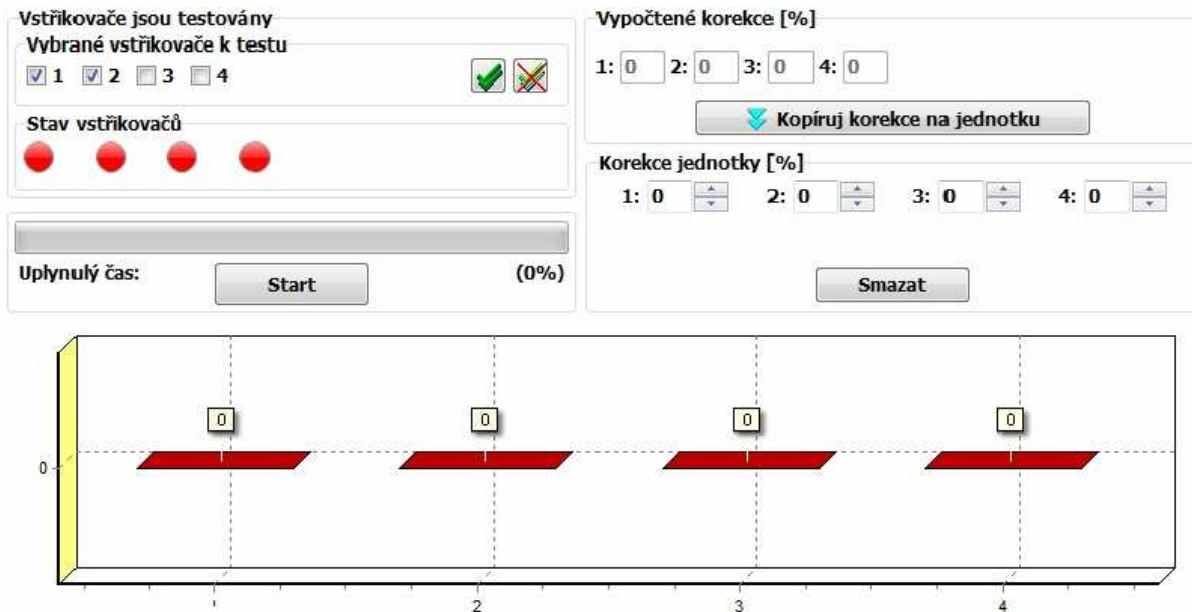 Vstřikovače jsou testovány
Vybrané vstřikovače k testu
1 2 3 4
Stav vstřikovačů
Uplynulý čas:
Start
(0%)
Vypočtené korekce [%]
1: 0 2: 0 3: 0 4: 0
Kopíruj korekce na jednotku
Korekce jednotky [%]
1: 0 2: 0 3: 0 4: 0
Smazat
0 0 0 0
0
1 2 3 4